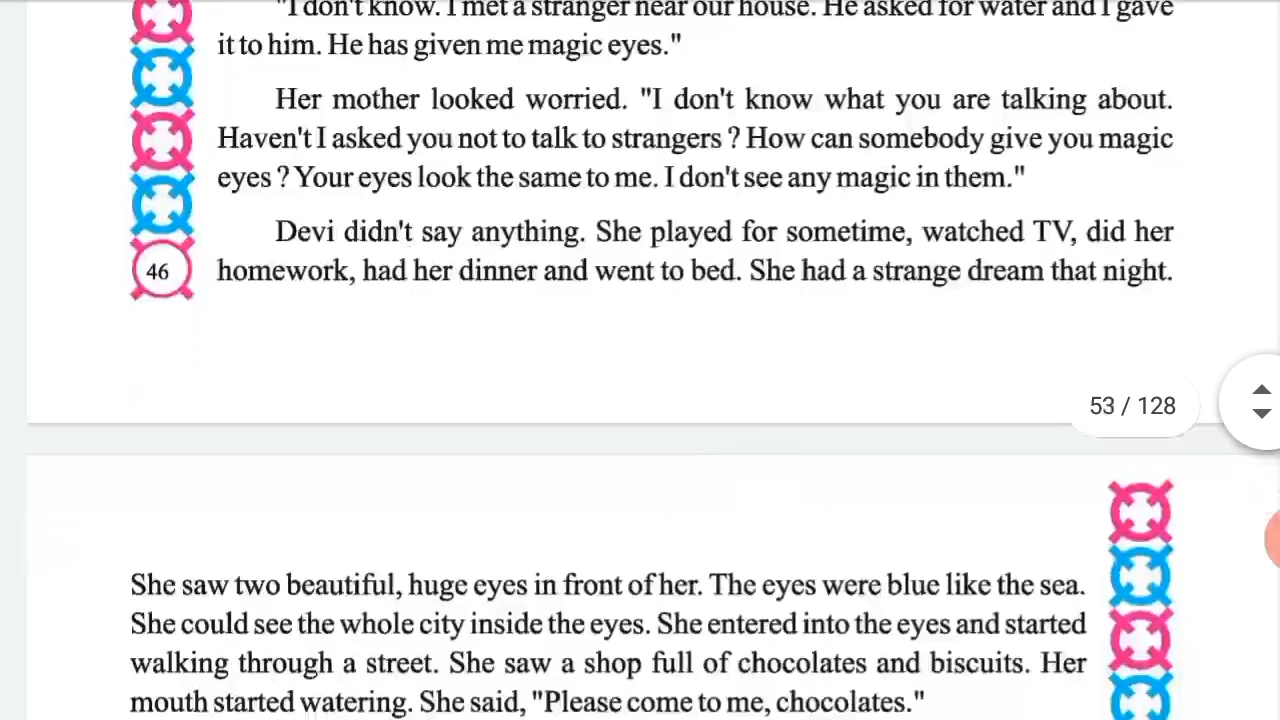 "I don't know. I met a stranger near our house. He asked for water and I gave
it to him. He has given me magic eyes."
Her mother looked worried. "I don't know what you are talking about.
Haven't I asked you not to talk to strangers ? How can somebody give you magic
eyes ? Your eyes look the same to me. I don't see any magic in them."
Devi didn't say anything. She played for sometime, watched TV, did her
homework, had her dinner and went to bed. She had a strange dream that night.
46
53 / 128
She saw two beautiful, huge eyes in front of her. The eyes were blue like the sea.
She could see the whole city inside the eyes. She entered into the eyes and started
walking through a street. She saw a shop full of chocolates and biscuits. Her
mouth started watering. She said, "Please come to me, chocolates."